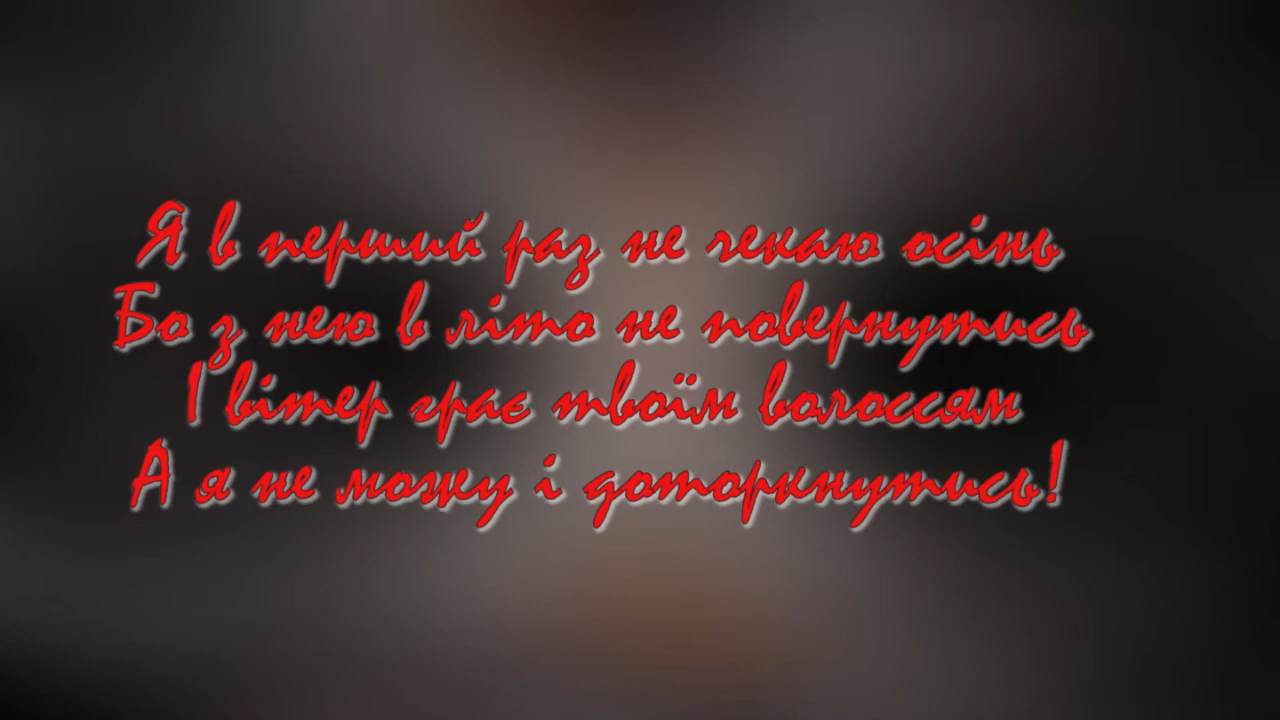 Я в перший раз не чекаю осінь
Бо з нею в літо не повернутись
І вітер грає твоїм волоссям
А я не можу і доторкнутись!